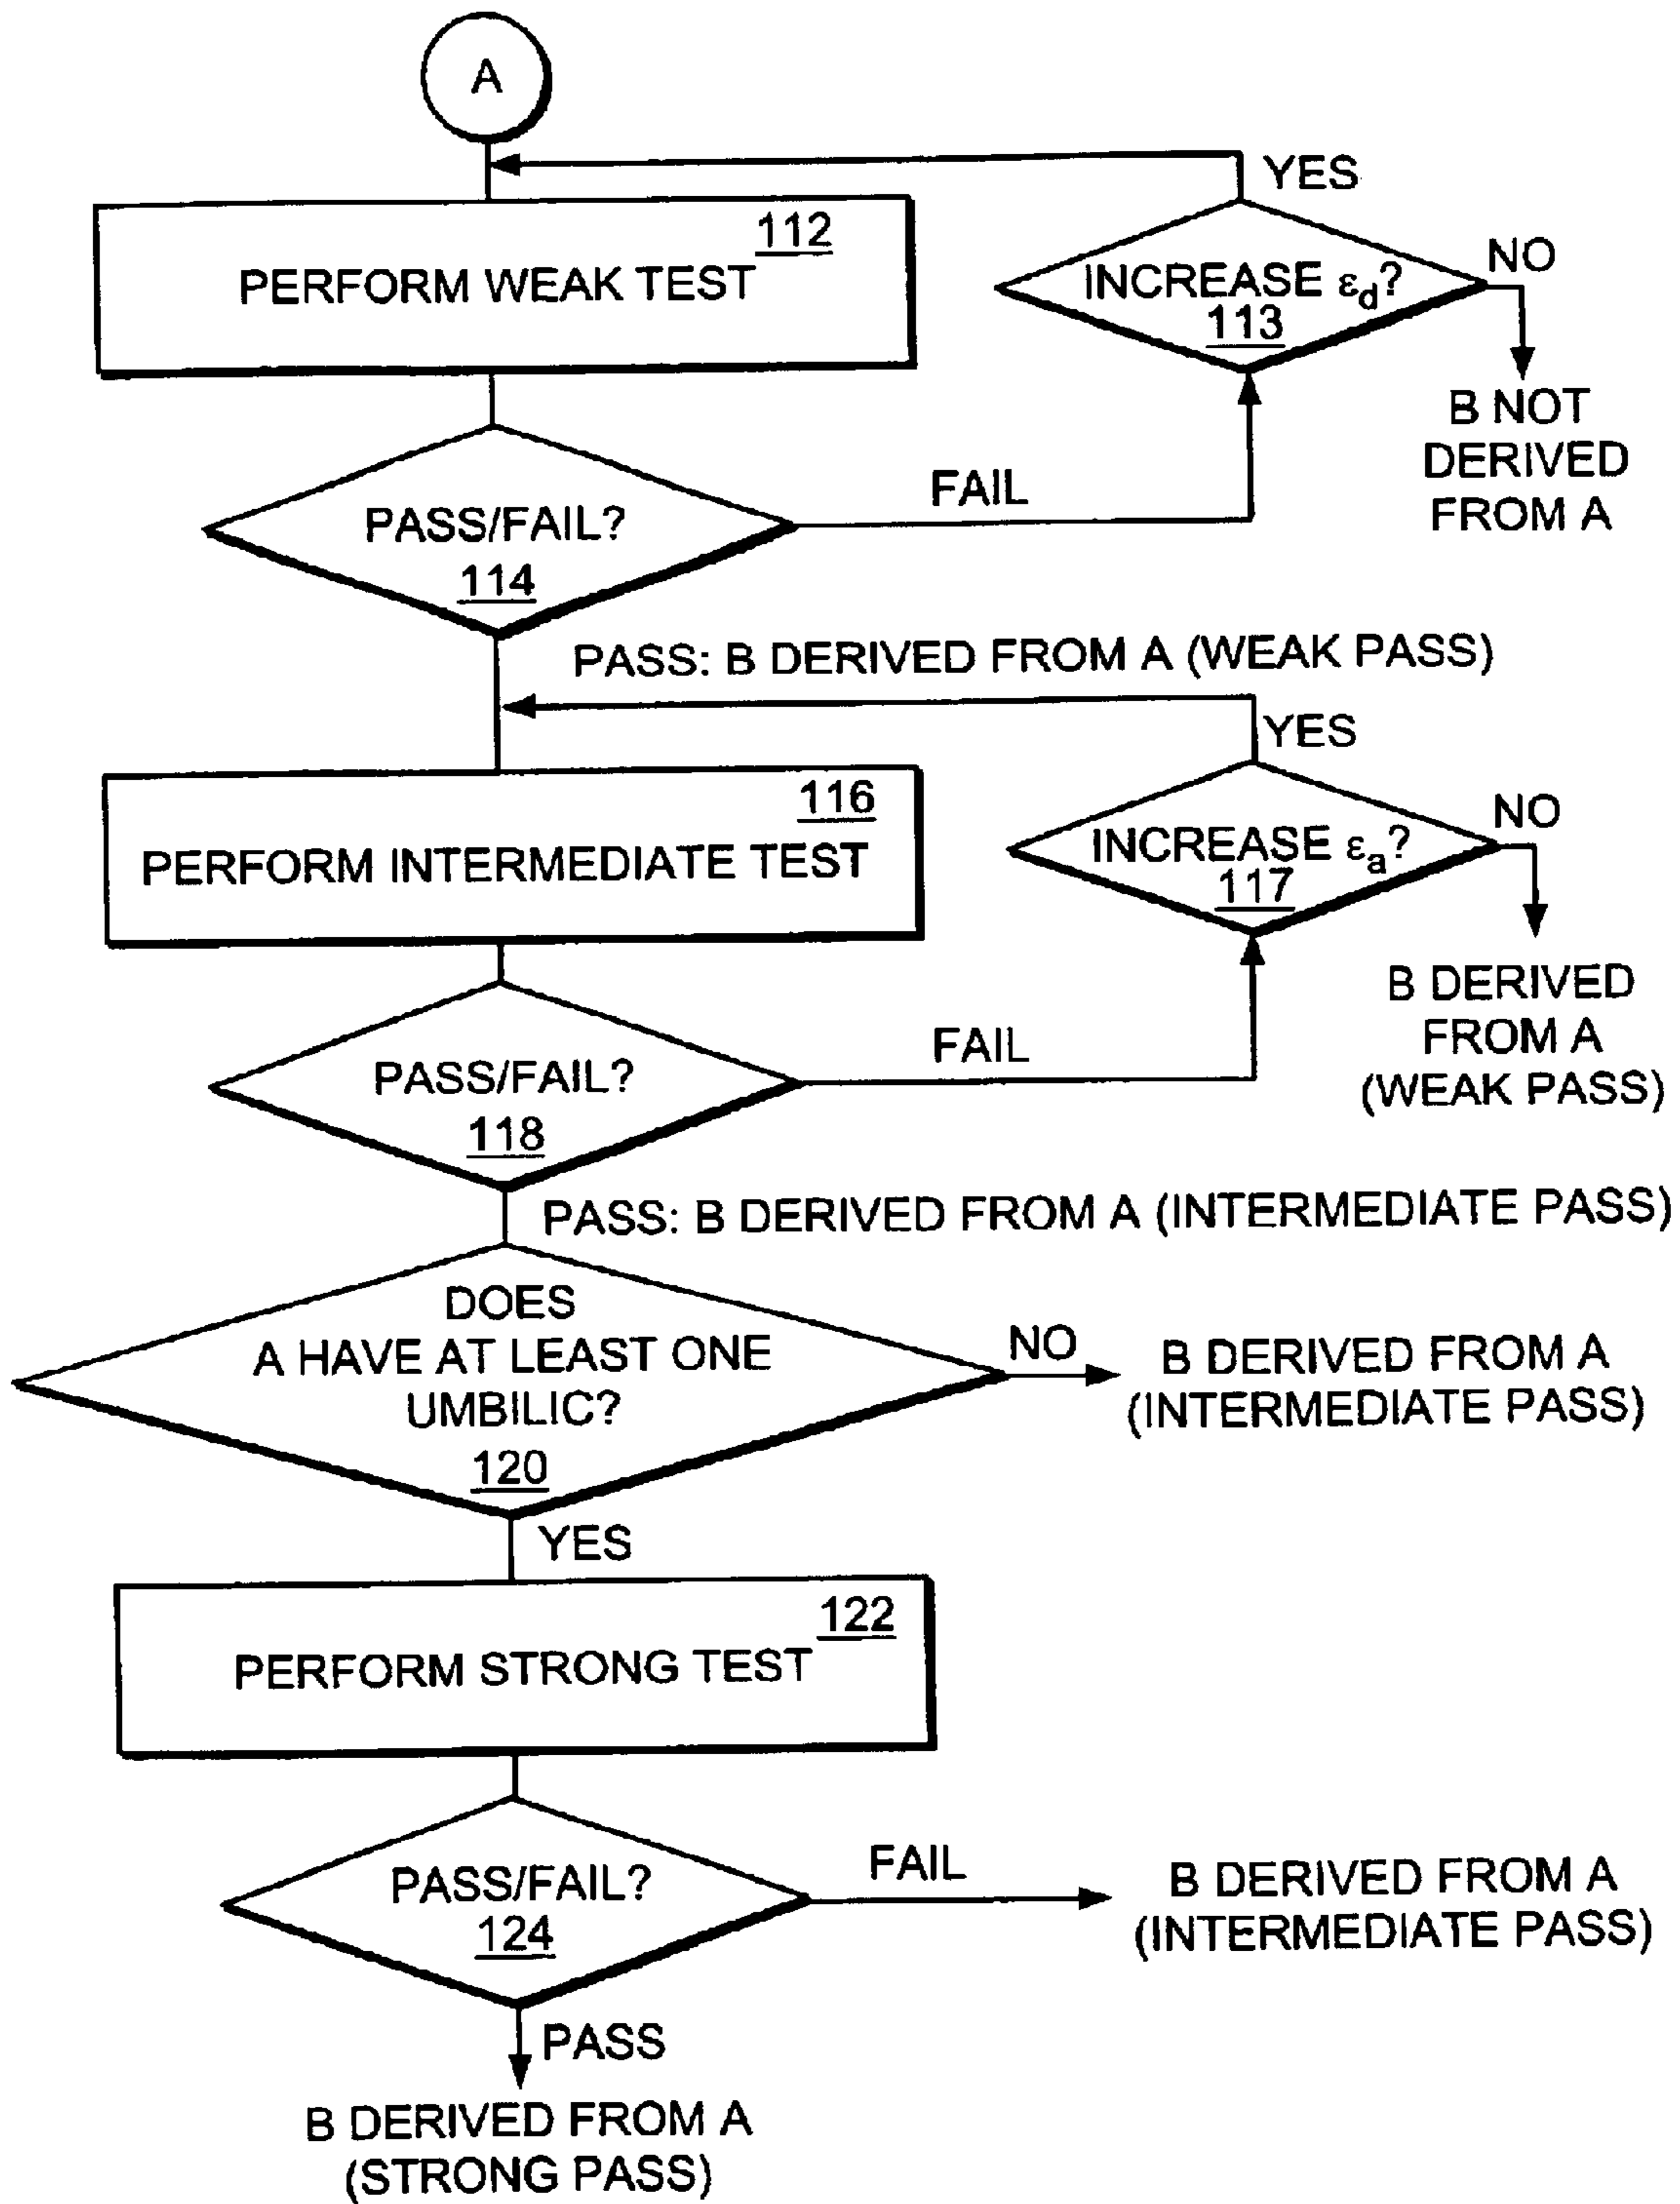 A
YES
112
PERFORM WEAK TEST
INCREASE εd?
113
NO
B NOT
DERIVED
FROM A
PASS/FAIL?
114
FAIL
PASS: B DERIVED FROM A (WEAK PASS)
YES
116
PERFORM INTERMEDIATE TEST
INCREASE εa?
117
NO
B DERIVED
FROM A
(WEAK PASS)
PASS/FAIL?
118
FAIL
PASS: B DERIVED FROM A (INTERMEDIATE PASS)
DOES
A HAVE AT LEAST ONE
UMBILIC?
120
NO
B DERIVED FROM A
(INTERMEDIATE PASS)
YES
122
PERFORM STRONG TEST
PASS/FAIL?
124
FAIL
B DERIVED FROM A
(INTERMEDIATE PASS)
PASS
B DERIVED FROM A
(STRONG PASS)